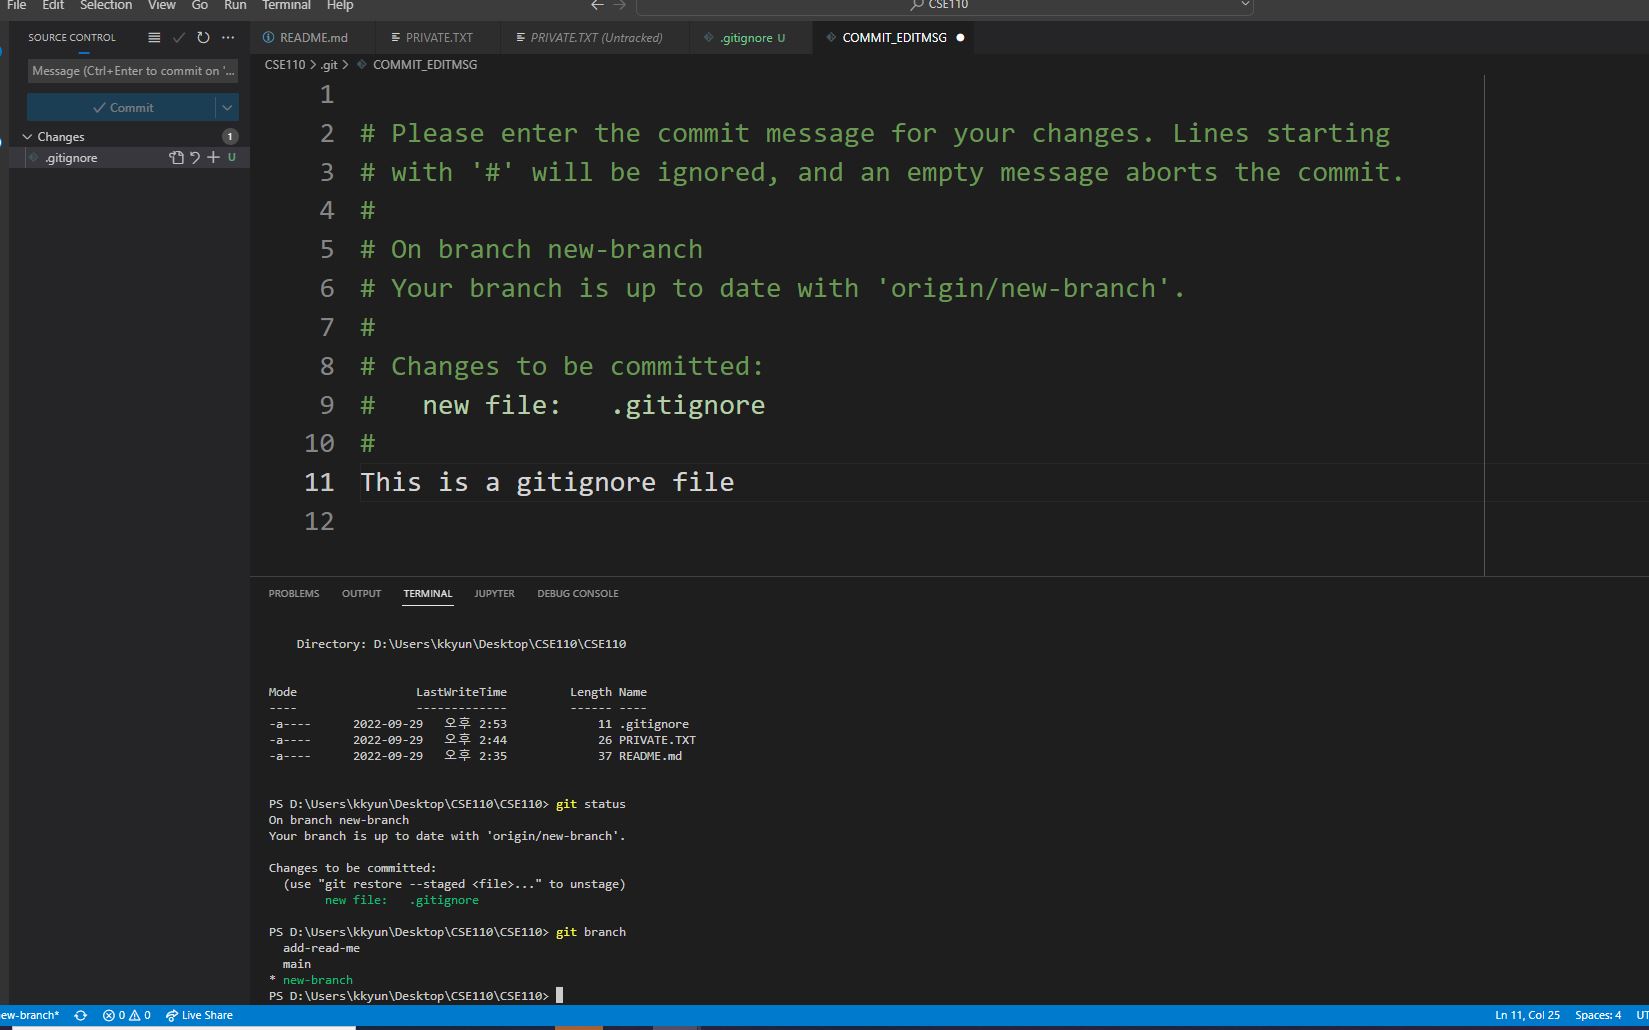 File Edit Selection View Go Run Terminal Help
CSE110
SOURCE CONTROL
README.md
PRIVATE.TXT
PRIVATE.TXT (Untracked)
.gitignore U
COMMIT_EDITMSG
Message (Ctrl+Enter to commit on '...
CSE110 > .git > COMMIT_EDITMSG
Commit
Changes 1
.gitignore U
1
2 # Please enter the commit message for your changes. Lines starting
3 # with '#' will be ignored, and an empty message aborts the commit.
4 #
5 # On branch new-branch
6 # Your branch is up to date with 'origin/new-branch'.
7 #
8 # Changes to be committed:
9 # new file: .gitignore
10 #
11 This is a gitignore file
12
PROBLEMS OUTPUT TERMINAL JUPYTER DEBUG CONSOLE
Directory: D:\Users\kkyun\Desktop\CSE110\CSE110
Mode LastWriteTime Length Name
---- ------------- ------ ----
-a---- 2022-09-29 오후 2:53 11 .gitignore
-a---- 2022-09-29 오후 2:44 26 PRIVATE.TXT
-a---- 2022-09-29 오후 2:35 37 README.md
PS D:\Users\kkyun\Desktop\CSE110\CSE110> git status
On branch new-branch
Your branch is up to date with 'origin/new-branch'.
Changes to be committed:
(use "git restore --staged <file>..." to unstage)
new file: .gitignore
PS D:\Users\kkyun\Desktop\CSE110\CSE110> git branch
add-read-me
main
* new-branch
PS D:\Users\kkyun\Desktop\CSE110\CSE110>
ew-branch* 0 0 Live Share
Ln 11, Col 25 Spaces: 4 UT